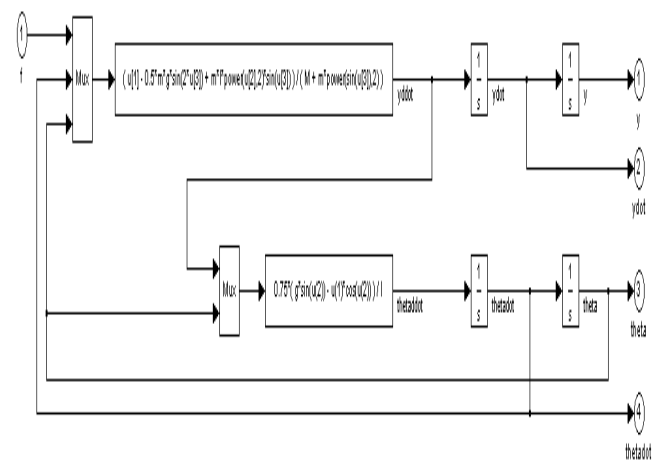 1
f
Mux
( u[1] - 0.5*m*g*sin(2*u[3]) + m*l*power(u[2],2)*sin(u[3]) ) / ( M + m*power(sin(u[3]),2) )
yddot
1
s
ydot
1
s
y
1
y
2
ydot
Mux
0.75*( g*sin(u(2)) - u(1)*cos(u(2)) ) / l
thetaddot
1
s
thetadot
1
s
theta
3
theta
4
thetadot